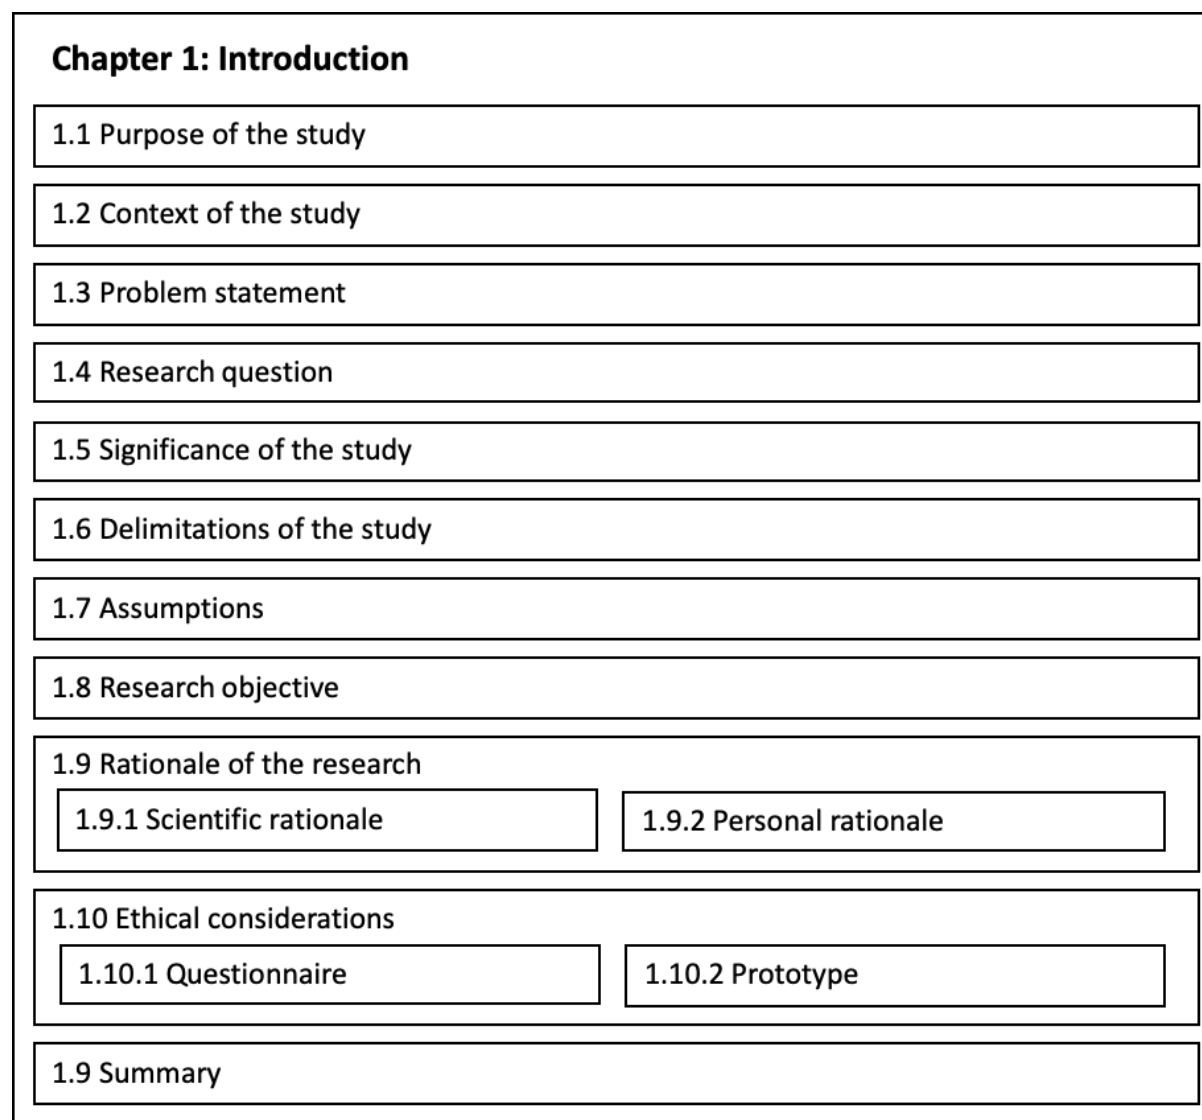 Chapter 1: Introduction
1.1 Purpose of the study
1.2 Context of the study
1.3 Problem statement
1.4 Research question
1.5 Significance of the study
1.6 Delimitations of the study
1.7 Assumptions
1.8 Research objective
1.9 Rationale of the research
1.9.1 Scientific rationale
1.9.2 Personal rationale
1.10 Ethical considerations
1.10.1 Questionnaire
1.10.2 Prototype
1.9 Summary